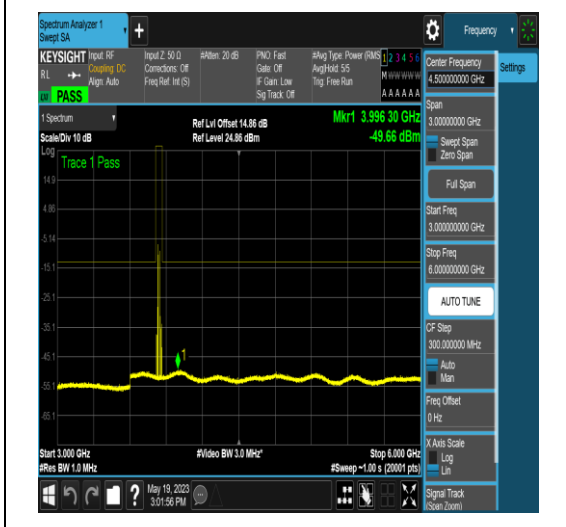 Spectrum Analyzer 1
Swept SA
+
Frequency
KEYSIGHT Input: RF Input Z: 50 Ω #Atten: 20 dB PNO: Fast #Avg Type: Power (RMS) 1 2 3 4 5 6
RL Coupling: DC Corrections: Off Gate: Off Avg|Hold: 5/5 M W W W W W
Align: Auto Freq Ref: Int (S) IF Gain: Low Trig: Free Run A A A A A A
Sig Track: Off
PASS
1 Spectrum Ref Lvl Offset 14.86 dB Mkr1 3.996 30 GHz
Scale/Div 10 dB Ref Level 24.86 dBm -49.66 dBm
Log
Trace 1 Pass
14.9
4.86
-5.14
-15.1
-25.1
-35.1
-45.1
1
-55.1
-65.1
Start 3.000 GHz #Video BW 3.0 MHz* Stop 6.000 GHz
#Res BW 1.0 MHz #Sweep ~1.00 s (20001 pts)
? May 19, 2023
3:01:56 PM
Center Frequency
4.500000000 GHz
Settings
Span
3.00000000 GHz
Swept Span
Zero Span
Full Span
Start Freq
3.000000000 GHz
Stop Freq
6.000000000 GHz
AUTO TUNE
CF Step
300.000000 MHz
Auto
Man
Freq Offset
0 Hz
X Axis Scale
Log
Lin
Signal Track
(Span Zoom)